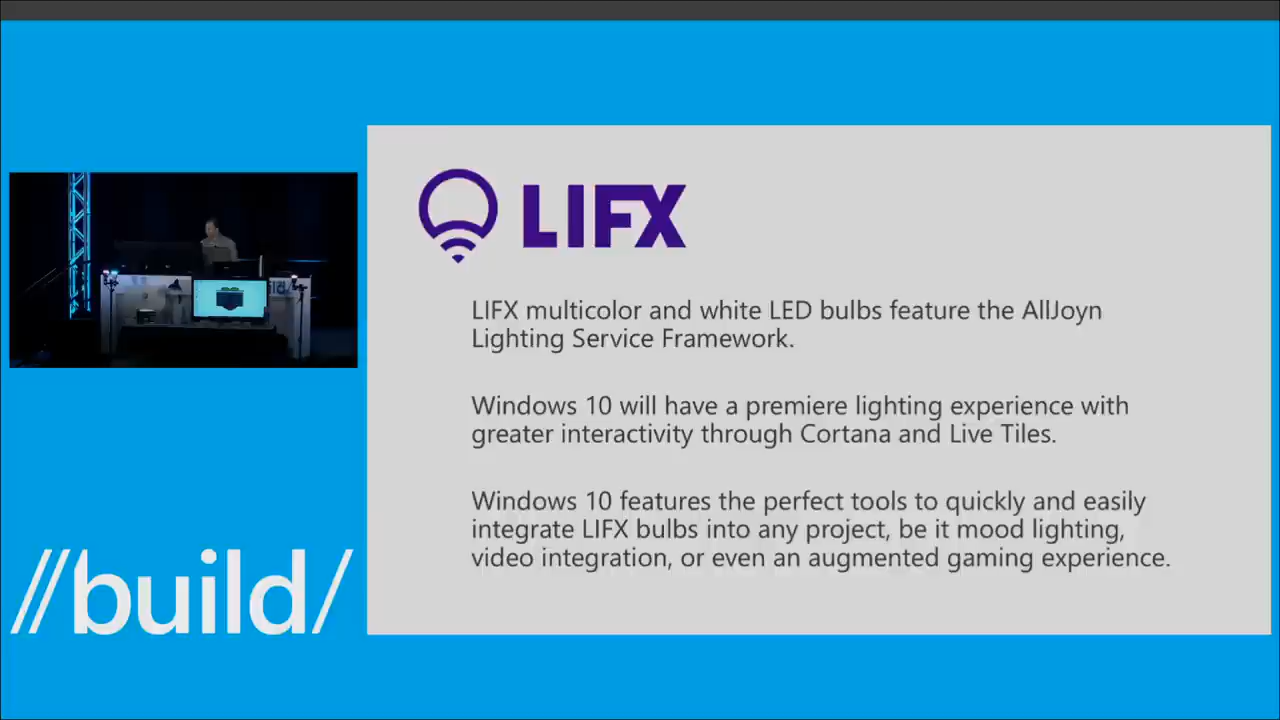 LIFX
LIFX multicolor and white LED bulbs feature the AllJoyn
Lighting Service Framework.
Windows 10 will have a premiere lighting experience with
greater interactivity through Cortana and Live Tiles.
Windows 10 features the perfect tools to quickly and easily
integrate LIFX bulbs into any project, be it mood lighting,
video integration, or even an augmented gaming experience.
//build/